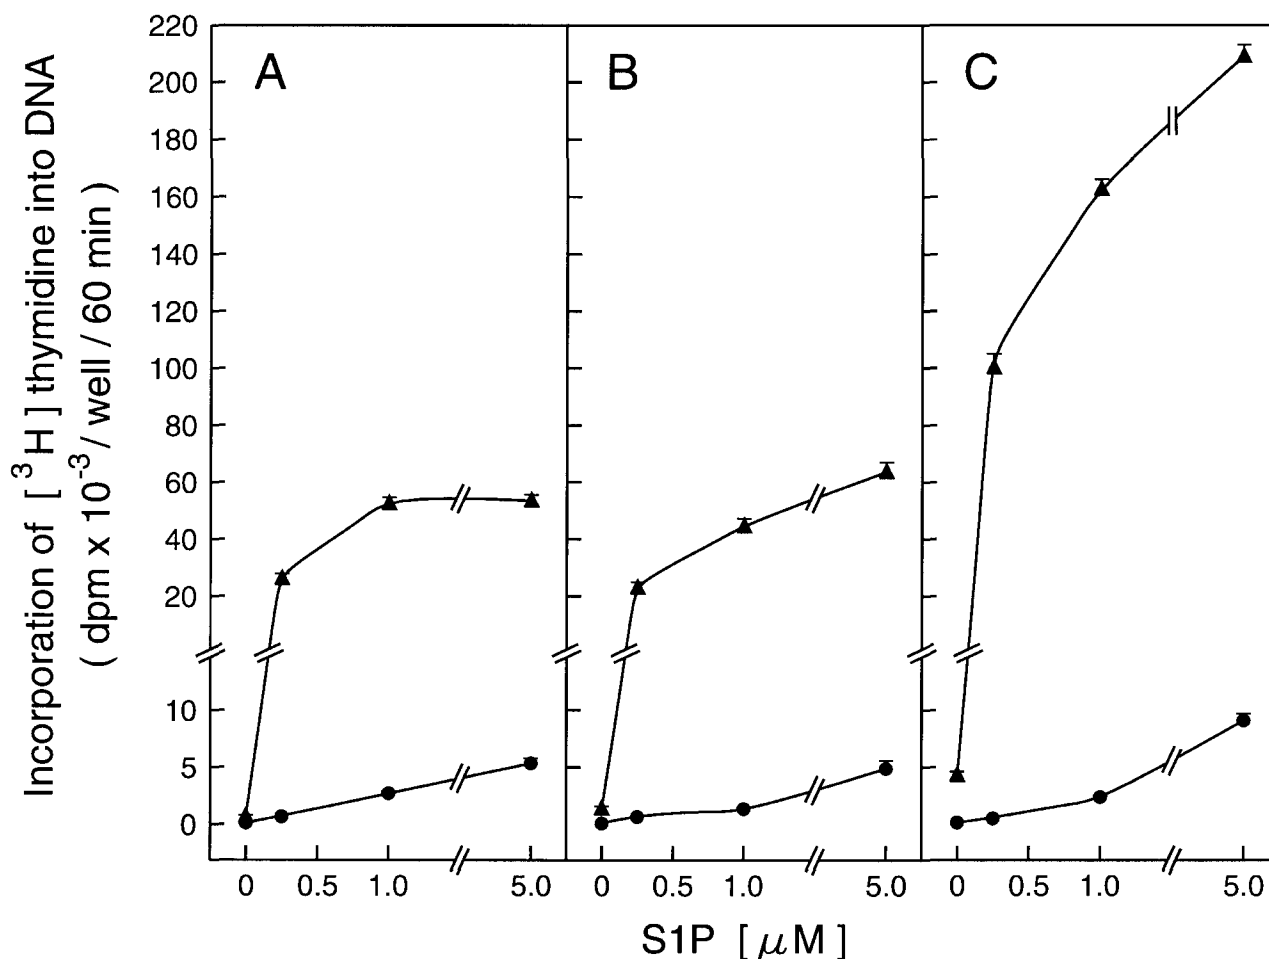 Incorporation of [ ³H ] thymidine into DNA
( dpm x 10⁻³/ well / 60 min )
220
200
180
160
140
120
100
80
60
40
20
10
5
0
A
B
C
0 0.5 1.0 5.0
0 0.5 1.0 5.0
0 0.5 1.0 5.0
S1P [ μM ]